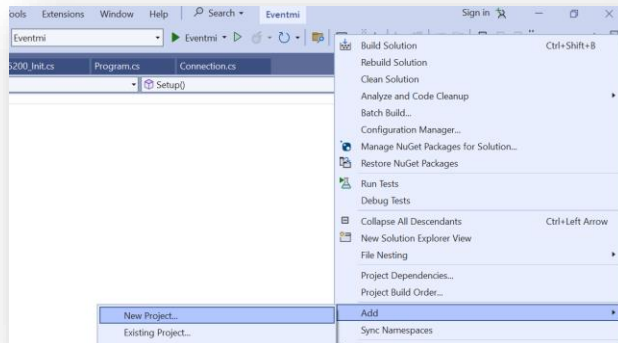 ools Extensions Window Help Search Eventmi Sign in
Eventmi Eventmi
5200_Init.cs Program.cs Connection.cs
Setup()
Build Solution Ctrl+Shift+B
Rebuild Solution
Clean Solution
Analyze and Code Cleanup
Batch Build...
Configuration Manager...
Manage NuGet Packages for Solution...
Restore NuGet Packages
Run Tests
Debug Tests
Collapse All Descendants Ctrl+Left Arrow
New Solution Explorer View
File Nesting
Project Dependencies...
Project Build Order...
New Project... Add
Existing Project... Sync Namespaces